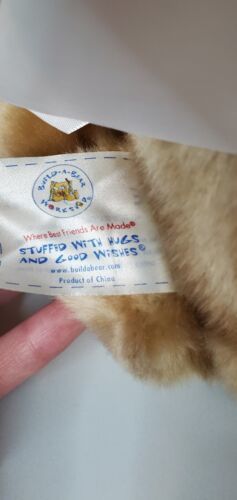 BUILD-A-BEAR
WORKSHOP
Where Best Friends Are Made®
STUFFED WITH HUGS
AND GOOD WISHES®
www.buildabear.com
Product of China